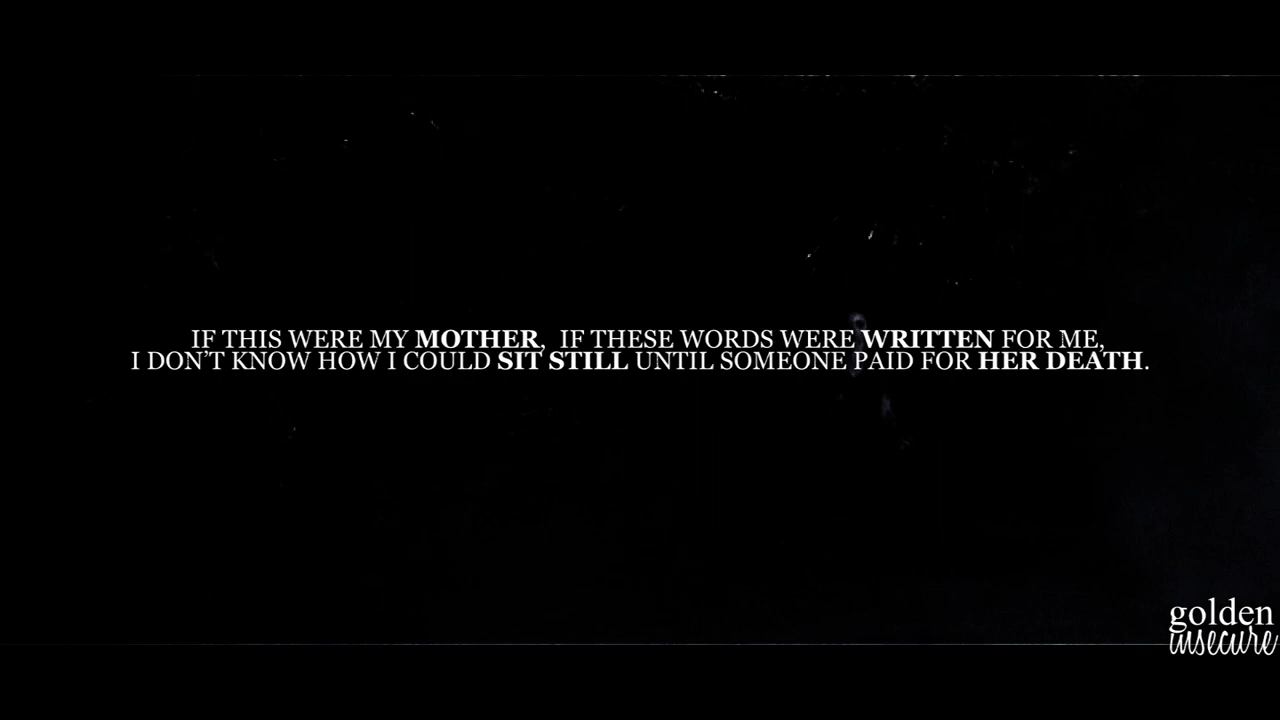 IF THIS WERE MY MOTHER, IF THESE WORDS WERE WRITTEN FOR ME,
I DON'T KNOW HOW I COULD SIT STILL UNTIL SOMEONE PAID FOR HER DEATH.
golden
insecure